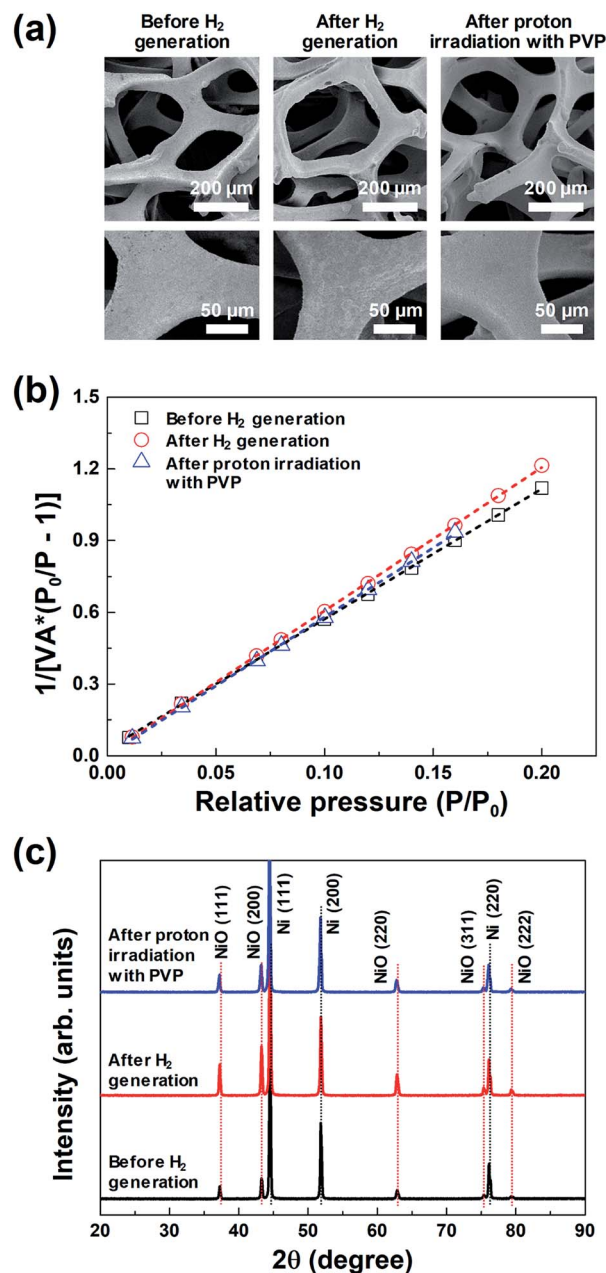 (a)
Before H₂
generation
After H₂
generation
After proton
irradiation with PVP
200 µm
200 µm
200 µm
50 µm
50 µm
50 µm
(b)
1.5
1.2
0.9
0.6
0.3
0.0
1/[VA*(P₀/P - 1)]
Before H₂ generation
After H₂ generation
After proton irradiation
with PVP
0.00
0.05
0.10
0.15
0.20
Relative pressure (P/P₀)
(c)
Intensity (arb. units)
After proton
irradiation
with PVP
After H₂
generation
Before H₂
generation
NiO (111)
NiO (200)
Ni (111)
Ni (200)
NiO (220)
NiO (311)
Ni (220)
NiO (222)
20
30
40
50
60
70
80
90
2θ (degree)